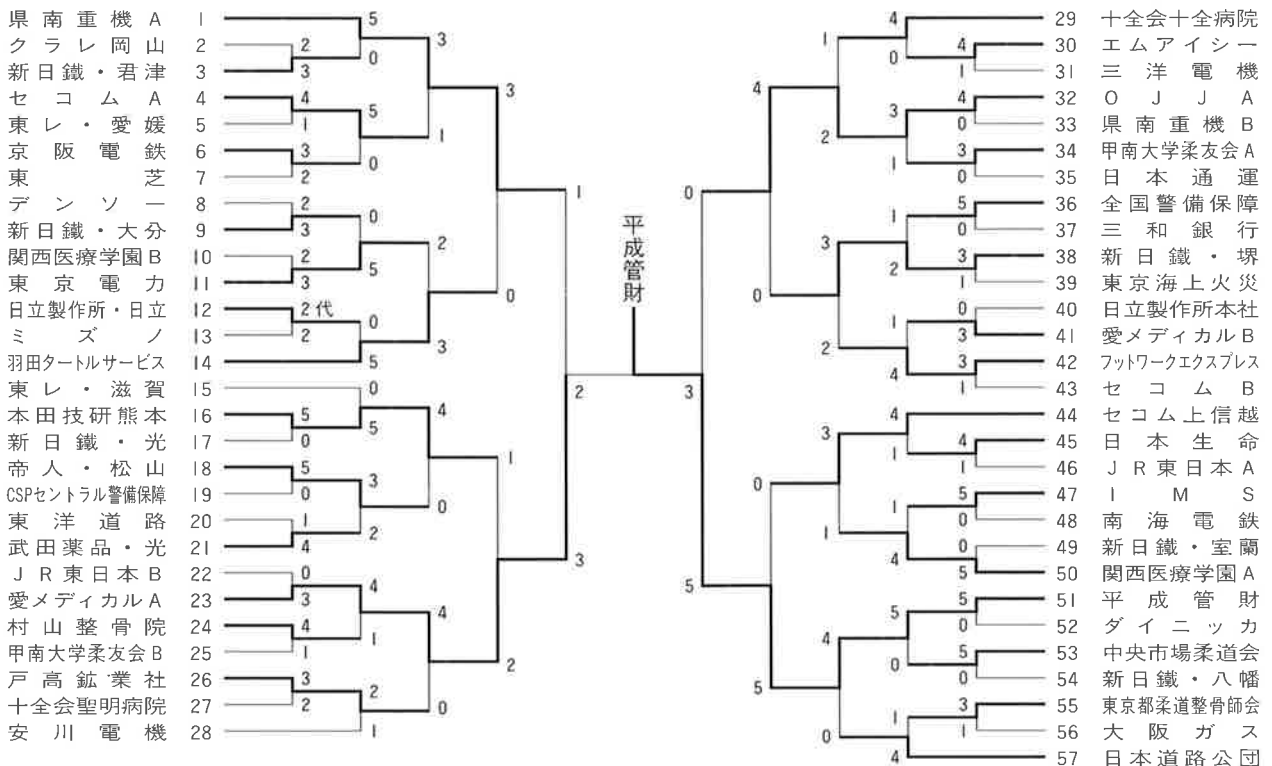 県南重機A 1
クラレ岡山 2
新日鐵・君津 3
セコムA 4
東レ・愛媛 5
京阪電鉄 6
東芝 7
デンソー 8
新日鐵・大分 9
関西医療学園B 10
東京電力 11
日立製作所・日立 12
ミズノ 13
羽田タートルサービス 14
東レ・滋賀 15
本田技研熊本 16
新日鐵・光 17
帝人・松山 18
CSPセントラル警備保障 19
東洋道路 20
武田薬品・光 21
JR東日本B 22
愛メディカルA 23
村山整骨院 24
甲南大学柔友会B 25
戸高鉱業社 26
十全会聖明病院 27
安川電機 28
2
3
4
1
3
2
2
3
2
3
2代
2
5
0
5
0
1
4
0
3
4
1
3
2
5
0
5
0
0
5
0
5
0
5
3
2
4
1
2
1
3
1
2
3
4
0
4
0
3
0
1
2
1
3
2
平成管財
3
0
5
4
0
0
5
1
2
3
2
3
1
4
0
4
0
3
1
1
2
1
4
4
1
1
4
5
0
1
4
4
1
4
0
3
0
5
0
3
1
0
3
3
1
4
1
5
0
0
5
5
0
5
0
3
1
29 十全会十全病院
30 エムアイシー
31 三洋電機
32 OJJA
33 県南重機B
34 甲南大学柔友会A
35 日本通運
36 全国警備保障
37 三和銀行
38 新日鐵・堺
39 東京海上火災
40 日立製作所本社
41 愛メディカルB
42 フットワークエクスプレス
43 セコムB
44 セコム上信越
45 日本生命
46 JR東日本A
47 IMS
48 南海電鉄
49 新日鐵・室蘭
50 関西医療学園A
51 平成管財
52 ダイニッカ
53 中央市場柔道会
54 新日鐵・八幡
55 東京都柔道整骨師会
56 大阪ガス
57 日本道路公団